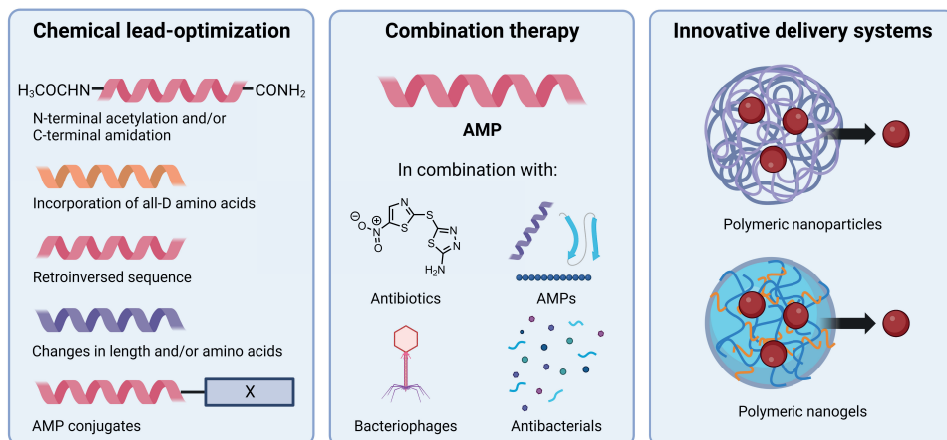 Chemical lead-optimization
H₃COCHN
CONH₂
N-terminal acetylation and/or
C-terminal amidation
Incorporation of all-D amino acids
Retroinversed sequence
Changes in length and/or amino acids
X
AMP conjugates
Combination therapy
AMP
In combination with:
N
S
⊖O
N⊕
O
S
N
N
S
H₂N
Antibiotics
AMPs
Bacteriophages
Antibacterials
Innovative delivery systems
Polymeric nanoparticles
Polymeric nanogels